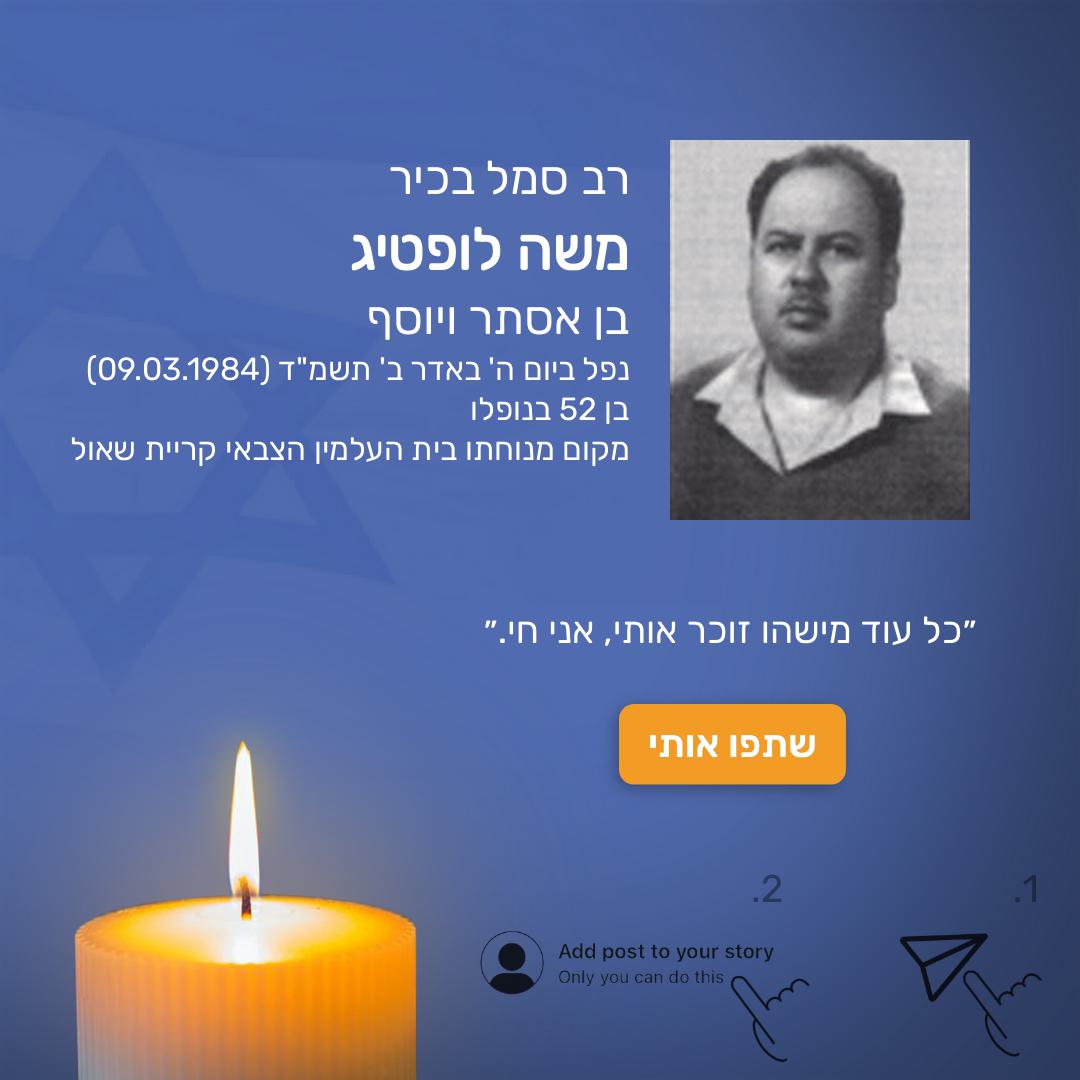 רב סמל בכיר
משה לופטיג
בן אסתר ויוסף
נפל ביום ה' באדר ב' תשמ"ד (09.03.1984)
בן 52 בנופלו
מקום מנוחתו בית העלמין הצבאי קריית שאול
״כל עוד מישהו זוכר אותי, אני חי.״
שתפו אותי
1.
2.
Add post to your story
Only you can do this